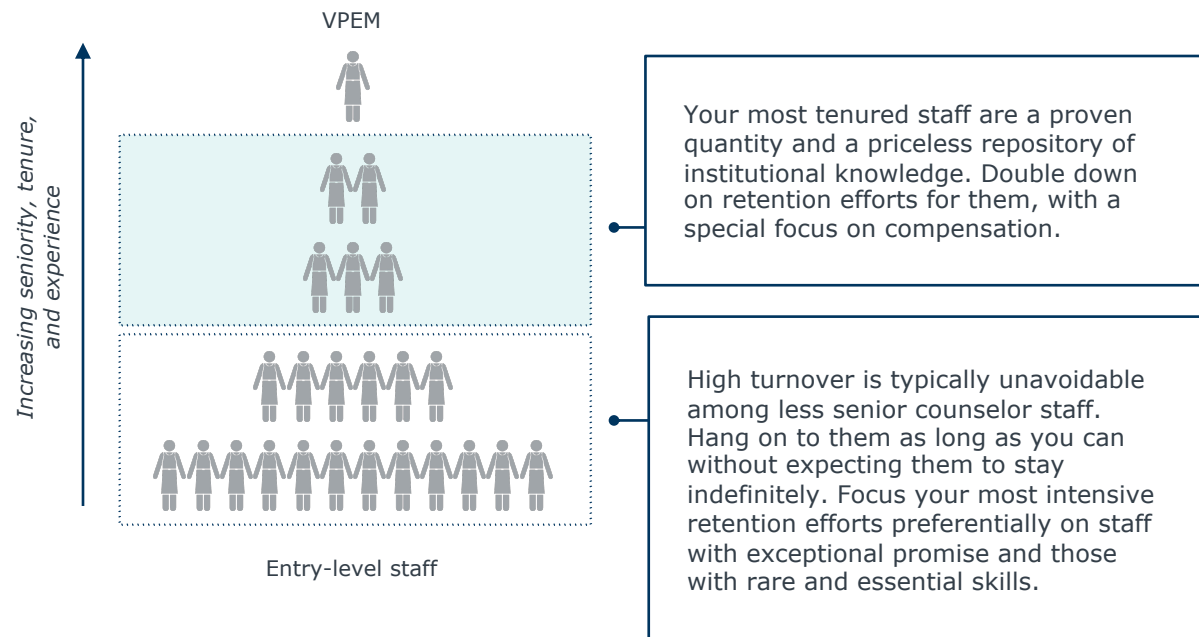 VPEM
Increasing seniority, tenure,
and experience
Your most tenured staff are a proven
quantity and a priceless repository of
institutional knowledge. Double down
on retention efforts for them, with a
special focus on compensation.
High turnover is typically unavoidable
among less senior counselor staff.
Hang on to them as long as you can
without expecting them to stay
indefinitely. Focus your most intensive
retention efforts preferentially on staff
with exceptional promise and those
with rare and essential skills.
Entry-level staff